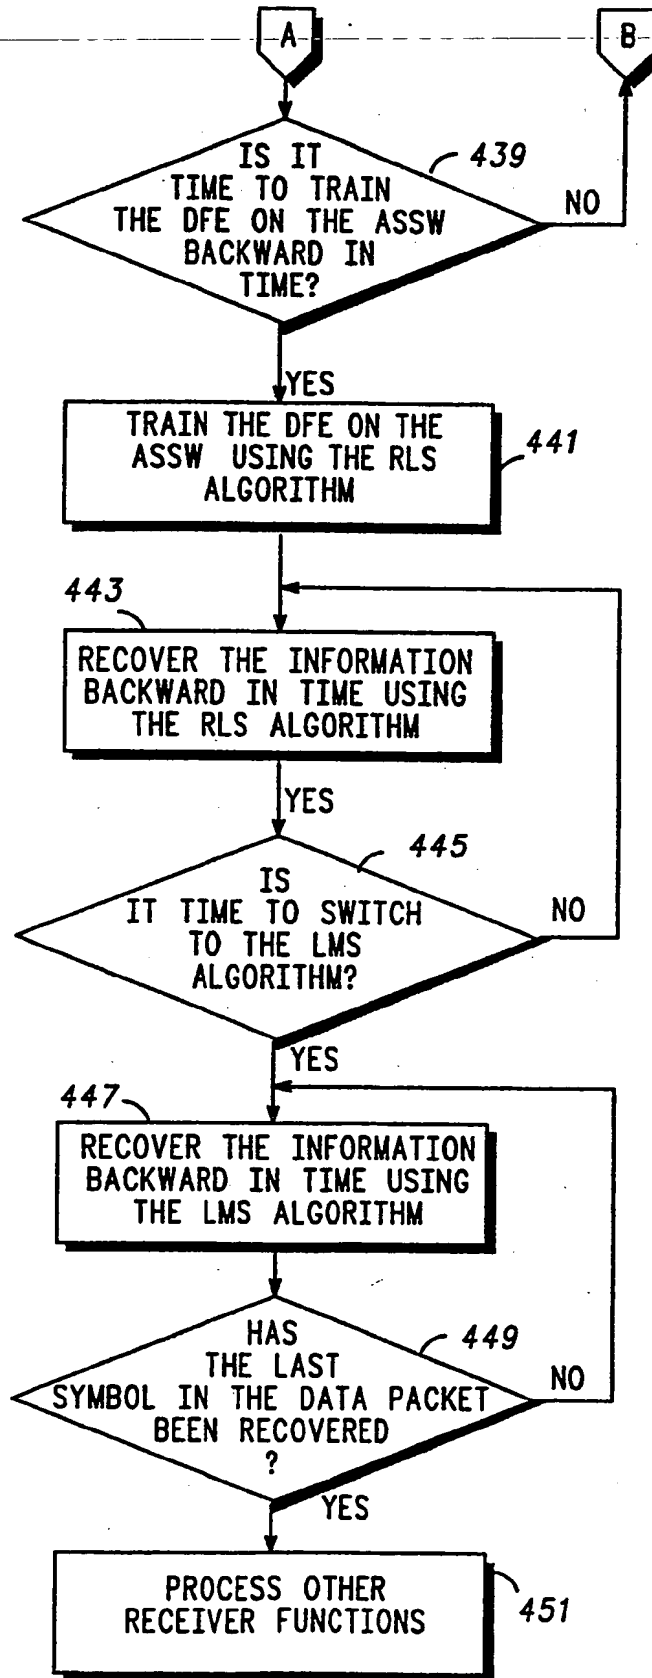 A
B
IS IT
TIME TO TRAIN
THE DFE ON THE ASSW
BACKWARD IN
TIME?
439
NO
YES
TRAIN THE DFE ON THE
ASSW USING THE RLS
ALGORITHM
441
443
RECOVER THE INFORMATION
BACKWARD IN TIME USING
THE RLS ALGORITHM
YES
445
IS
IT TIME TO SWITCH
TO THE LMS
ALGORITHM?
NO
YES
447
RECOVER THE INFORMATION
BACKWARD IN TIME USING
THE LMS ALGORITHM
HAS
THE LAST
SYMBOL IN THE DATA PACKET
BEEN RECOVERED
?
449
NO
YES
PROCESS OTHER
RECEIVER FUNCTIONS
451